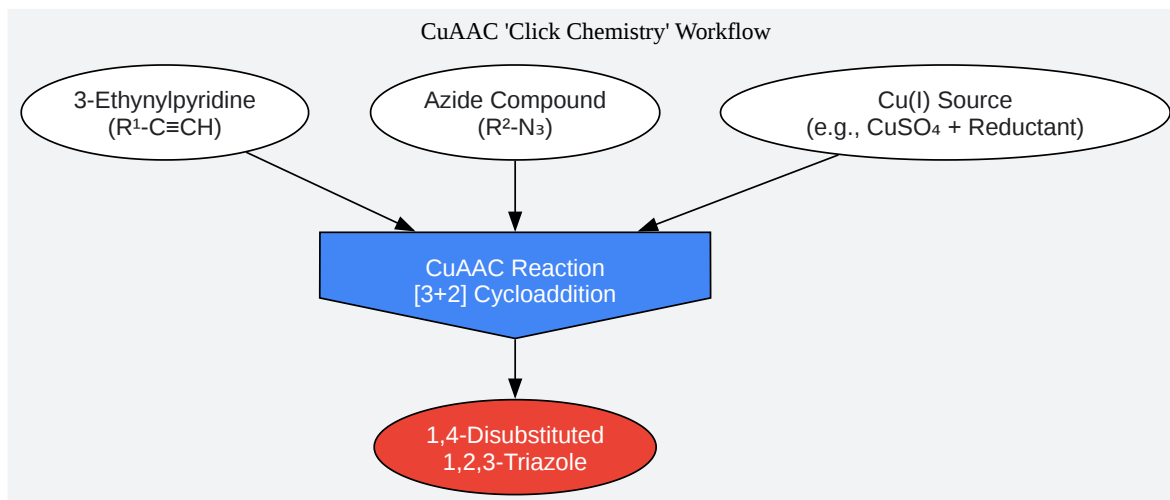 CuAAC 'Click Chemistry' Workflow
3-Ethynylpyridine
(R¹-C≡CH)
Azide Compound
(R²-N₃)
Cu(I) Source
(e.g., CuSO₄ + Reductant)
CuAAC Reaction
[3+2] Cycloaddition
1,4-Disubstituted
1,2,3-Triazole